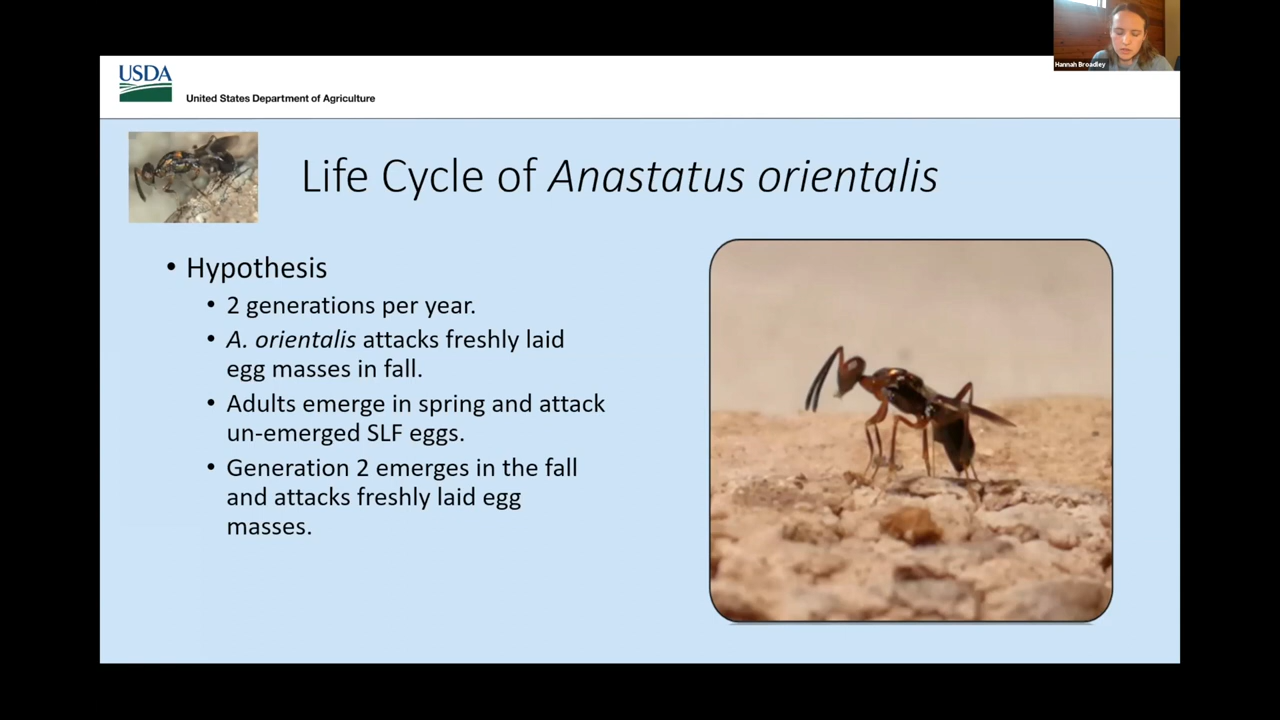 Hannah Broadley
USDA
United States Department of Agriculture
Life Cycle of Anastatus orientalis
• Hypothesis
• 2 generations per year.
• A. orientalis attacks freshly laid
egg masses in fall.
• Adults emerge in spring and attack
un-emerged SLF eggs.
• Generation 2 emerges in the fall
and attacks freshly laid egg
masses.